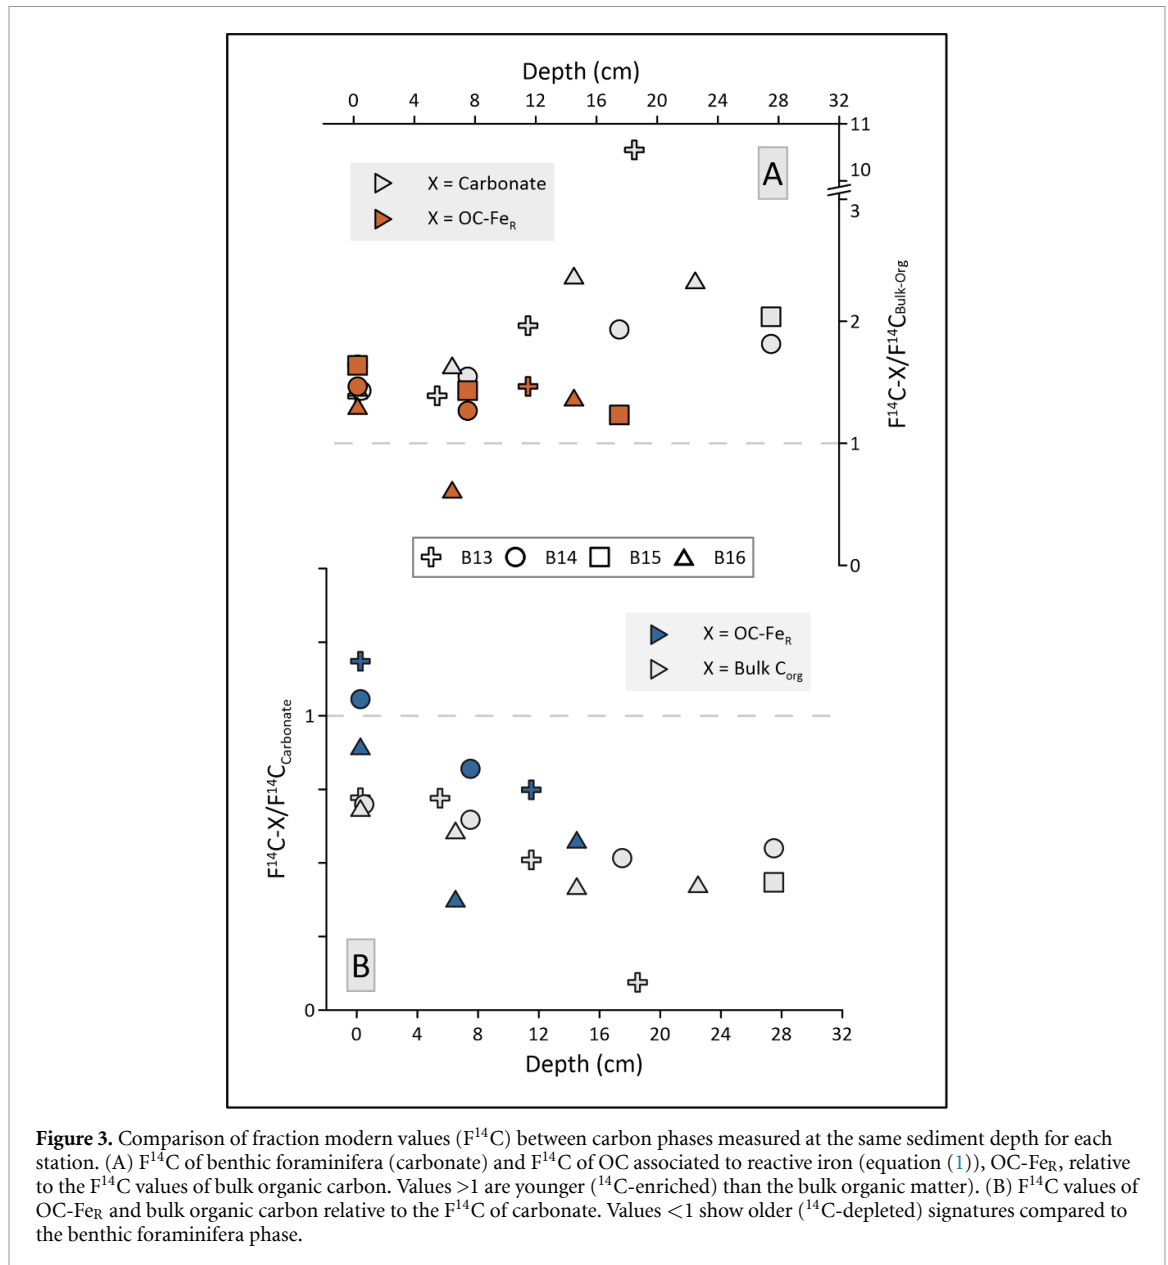 Depth (cm)
0 4 8 12 16 20 24 28 32
11
10
3
2
1
0
A
X = Carbonate
X = OC-FeR
F14C-X/F14CBulk-Org
B13 B14 B15 B16
X = OC-FeR
X = Bulk Corg
F14C-X/F14CCarbonate
1
0
B
0 4 8 12 16 20 24 28 32
Depth (cm)
Figure 3. Comparison of fraction modern values (F14C) between carbon phases measured at the same sediment depth for each
station. (A) F14C of benthic foraminifera (carbonate) and F14C of OC associated to reactive iron (equation (1)), OC-FeR, relative
to the F14C values of bulk organic carbon. Values >1 are younger (14C-enriched) than the bulk organic matter). (B) F14C values of
OC-FeR and bulk organic carbon relative to the F14C of carbonate. Values <1 show older (14C-depleted) signatures compared to
the benthic foraminifera phase.